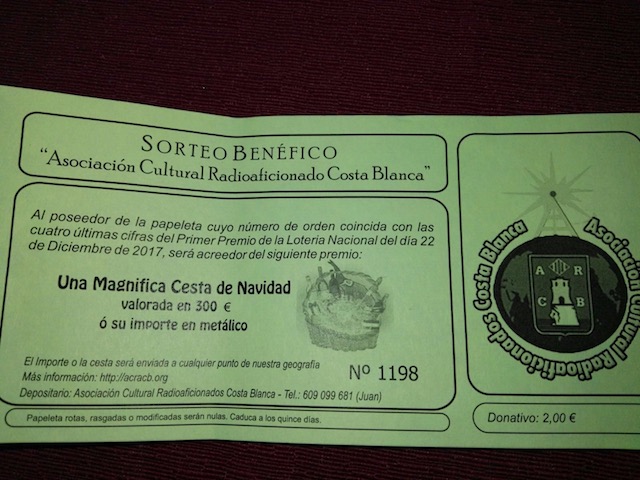 SORTEO BENÉFICO
"Asociación Cultural Radioaficionado Costa Blanca"
Al poseedor de la papeleta cuyo número de orden coincida con las
cuatro últimas cifras del Primer Premio de la Loteria Nacional del día 22
de Diciembre de 2017, será acreedor del siguiente premio:
Una Magnifica Cesta de Navidad
valorada en 300 €
ó su importe en metálico
El Importe o la cesta será enviada a cualquier punto de nuestra geografia
Más información: http://acracb.org
Nº 1198
Depositario: Asociación Cultural Radioaficionados Costa Blanca - Tel.: 609 099 681 (Juan)
Papeleta rotas, rasgadas o modificadas serán nulas. Caduca a los quince días.
Asociación Cultural Radioaficionados Costa Blanca
A R
C B
Donativo: 2,00 €